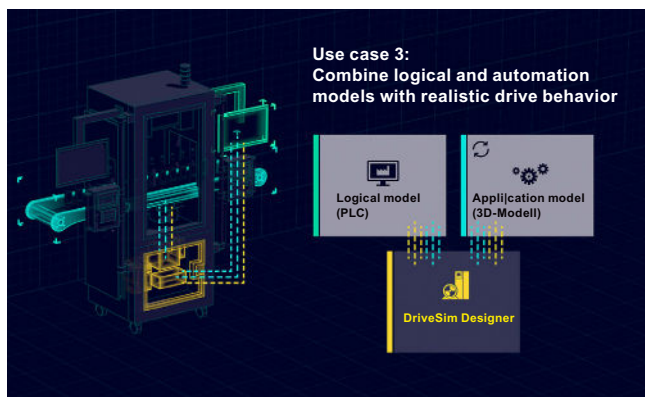 Use case 3:
Combine logical and automation
models with realistic drive behavior
Logical model
(PLC)
Appli|cation model
(3D-Modell)
DriveSim Designer